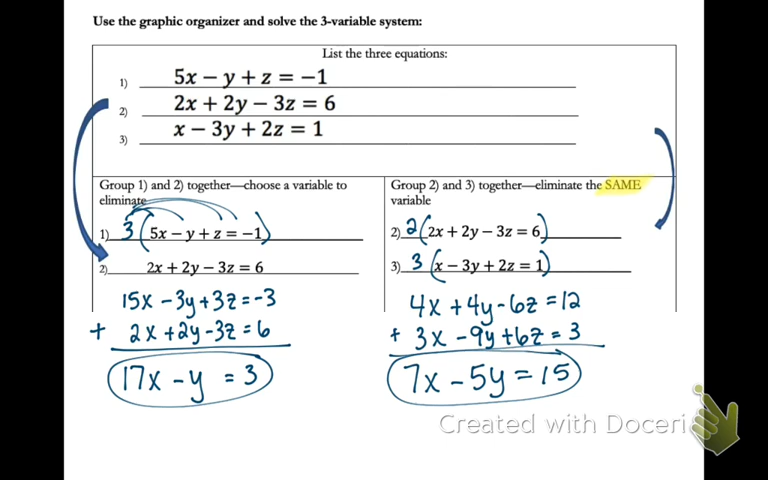 Use the graphic organizer and solve the 3-variable system:
List the three equations:
1) 5x − y + z = −1
2) 2x + 2y − 3z = 6
3) x − 3y + 2z = 1
Group 1) and 2) together—choose a variable to
eliminate
1) 3(5x − y + z = −1)
2) 2x + 2y − 3z = 6
15x - 3y + 3z = -3
+ 2x + 2y - 3z = 6
17x - y = 3
Group 2) and 3) together—eliminate the SAME
variable
2) 2(2x + 2y − 3z = 6)
3) 3(x − 3y + 2z = 1)
4x + 4y - 6z = 12
+ 3x - 9y + 6z = 3
7x - 5y = 15
Created with Doceri